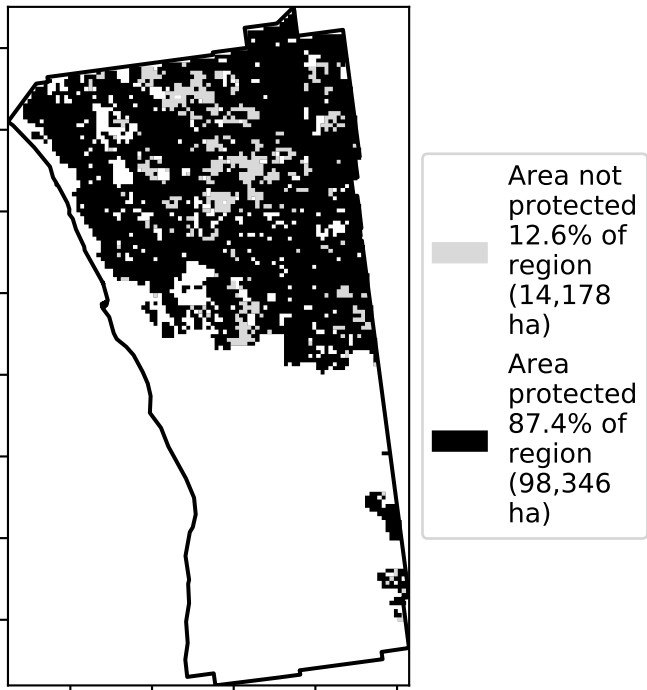 Area not
protected
12.6% of
region
(14,178
ha)
Area
protected
87.4% of
region
(98,346
ha)